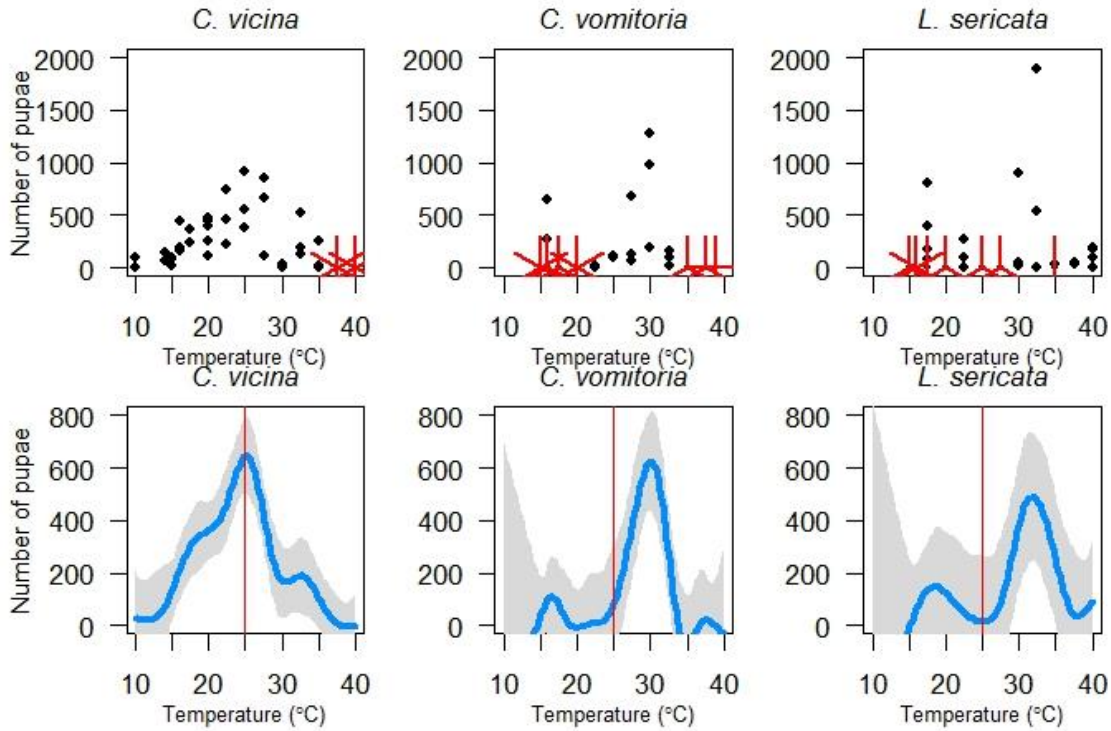 C. vicina C. vomitoria L. sericata
Number of pupae
2000 2000 2000
1500 1500 1500
1000 1000 1000
500 500 500
0 0 0
10 20 30 40 10 20 30 40 10 20 30 40
Temperature (°C) Temperature (°C) Temperature (°C)
C. vicina C. vomitoria L. sericata
Number of pupae
800 800 800
600 600 600
400 400 400
200 200 200
0 0 0
10 20 30 40 10 20 30 40 10 20 30 40
Temperature (°C) Temperature (°C) Temperature (°C)